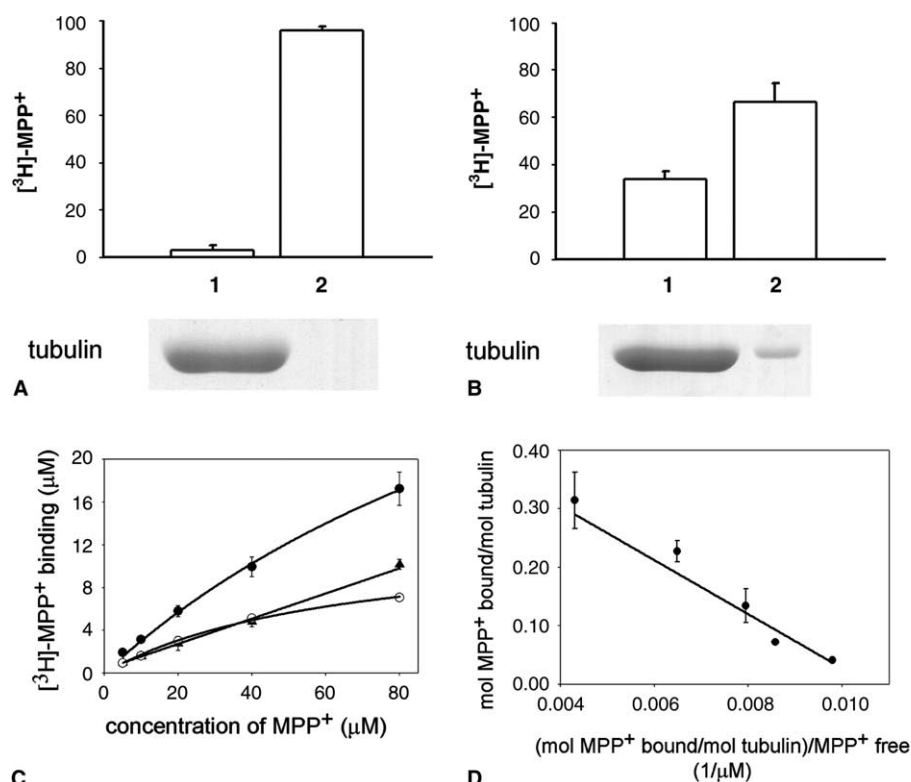 100
80
60
40
20
0
[³H]-MPP⁺
1 2
tubulin
A
100
80
60
40
20
0
[³H]-MPP⁺
1 2
tubulin
B
20
16
12
8
4
0
[³H]-MPP⁺ binding (μM)
0 20 40 60 80
concentration of MPP⁺ (μM)
C
0.40
0.30
0.20
0.10
0.00
mol MPP⁺ bound/mol tubulin
0.004 0.006 0.008 0.010
(mol MPP⁺ bound/mol tubulin)/MPP⁺ free
(1/μM)
D